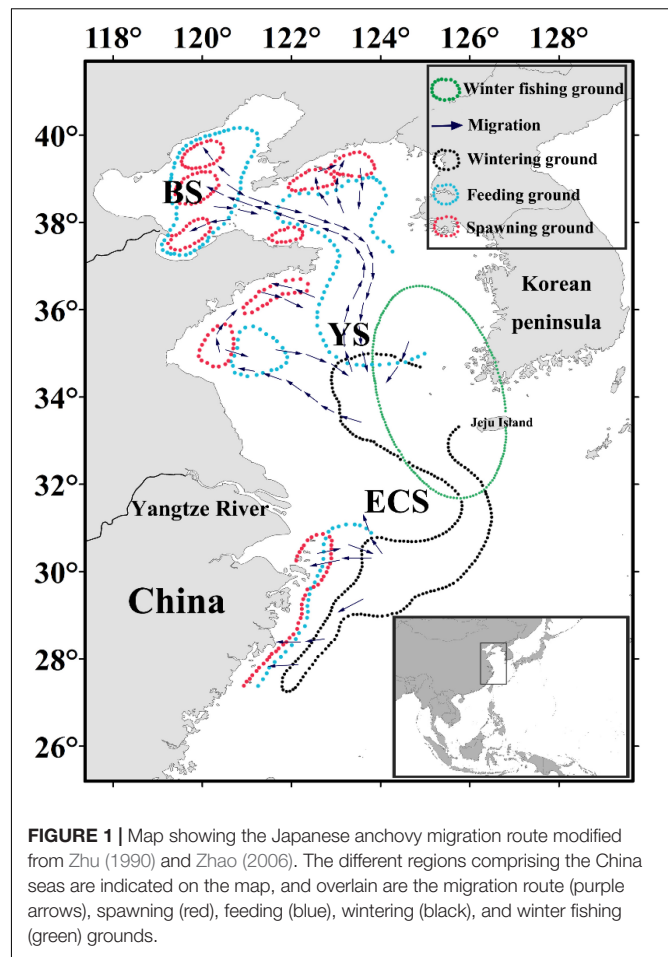 118° 120° 122° 124° 126° 128°
40°
38°
36°
34°
32°
30°
28°
26°
Winter fishing ground
Migration
Wintering ground
Feeding ground
Spawning ground
BS
Korean
peninsula
YS
Jeju Island
ECS
Yangtze River
China
FIGURE 1 | Map showing the Japanese anchovy migration route modified
from Zhu (1990) and Zhao (2006). The different regions comprising the China
seas are indicated on the map, and overlain are the migration route (purple
arrows), spawning (red), feeding (blue), wintering (black), and winter fishing
(green) grounds.